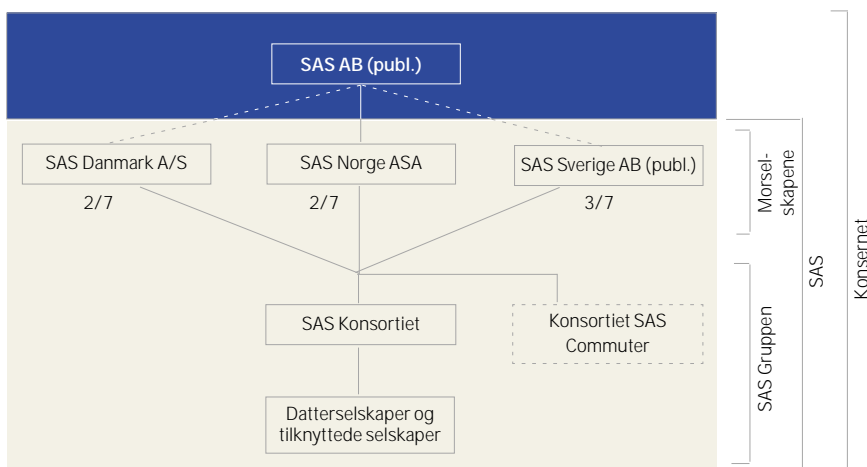 SAS AB (publ.)
SAS Danmark A/S
SAS Norge ASA
SAS Sverige AB (publ.)
2/7
2/7
3/7
SAS Konsortiet
Konsortiet SAS
Commuter
Datterselskaper og
tilknyttede selskaper
Morsel-
skapene
SAS Gruppen
SAS
Konsernet